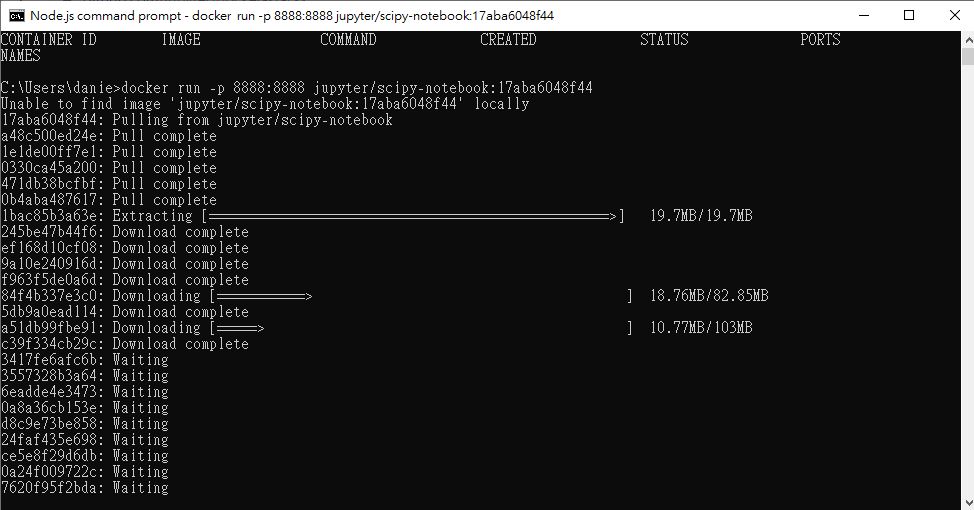 Node.js command prompt - docker run -p 8888:8888 jupyter/scipy-notebook:17aba6048f44
CONTAINER ID IMAGE COMMAND CREATED STATUS PORTS
NAMES
C:\Users\danie>docker run -p 8888:8888 jupyter/scipy-notebook:17aba6048f44
Unable to find image 'jupyter/scipy-notebook:17aba6048f44' locally
17aba6048f44: Pulling from jupyter/scipy-notebook
a48c500ed24e: Pull complete
1e1de00ff7e1: Pull complete
0330ca45a200: Pull complete
471db38bcfbf: Pull complete
0b4aba487617: Pull complete
1bac85b3a63e: Extracting [==================================================>] 19.7MB/19.7MB
245be47b44f6: Download complete
ef168d10cf08: Download complete
9a10e240916d: Download complete
f963f5de0a6d: Download complete
84f4b337e3c0: Downloading [===========> ] 18.76MB/82.85MB
5db9a0ead114: Download complete
a51db99fbe91: Downloading [=====> ] 10.77MB/103MB
c39f334cb29c: Download complete
3417fe6afc6b: Waiting
3557328b3a64: Waiting
6eadde4e3473: Waiting
0a8a36cb153e: Waiting
d8c9e73be858: Waiting
24faf435e698: Waiting
ce5e8f29d6db: Waiting
0a24f009722c: Waiting
7620f95f2bda: Waiting